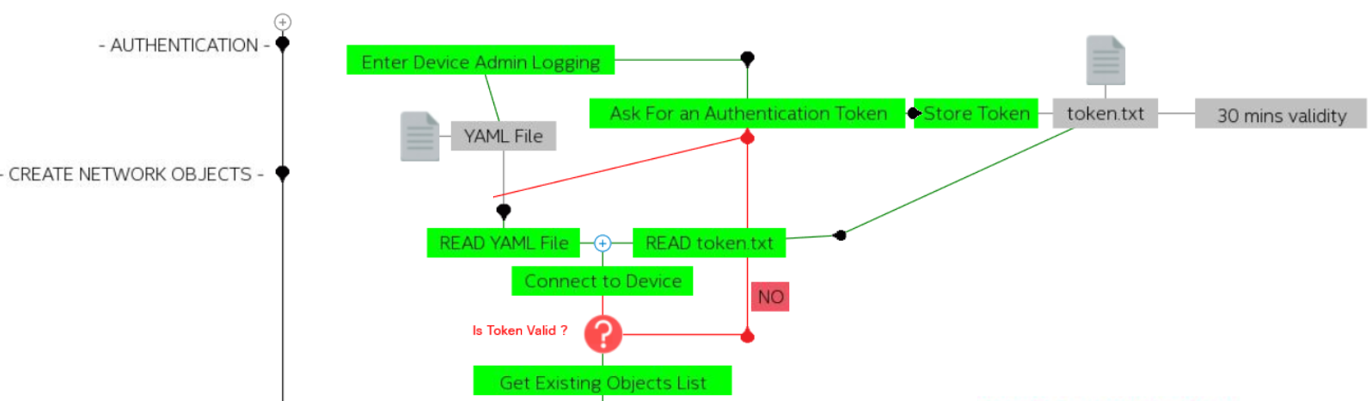 - AUTHENTICATION -
Enter Device Admin Logging
Ask For an Authentication Token
Store Token
token.txt
30 mins validity
YAML File
- CREATE NETWORK OBJECTS -
READ YAML File
READ token.txt
Connect to Device
NO
Is Token Valid ?
?
Get Existing Objects List